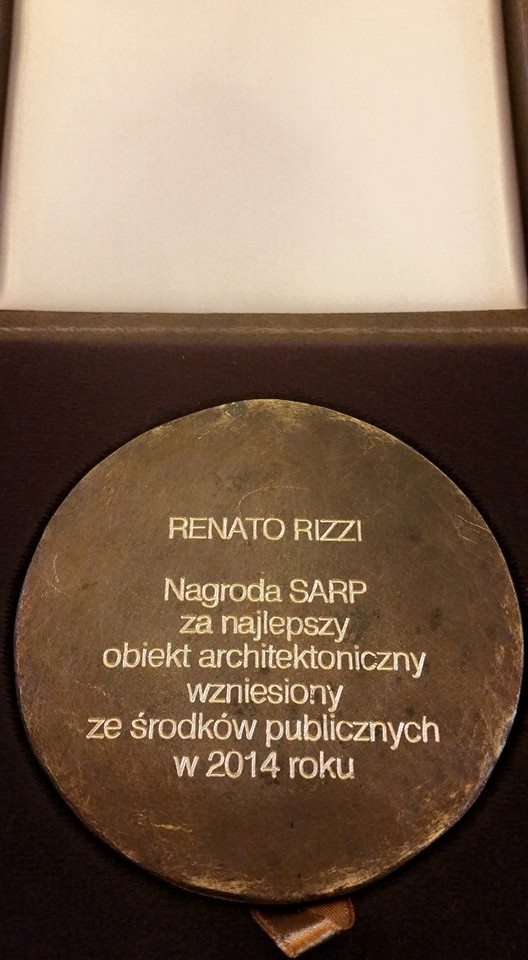 RENATO RIZZI
Nagroda SARP
za najlepszy
obiekt architektoniczny
wzniesiony
ze środków publicznych
w 2014 roku